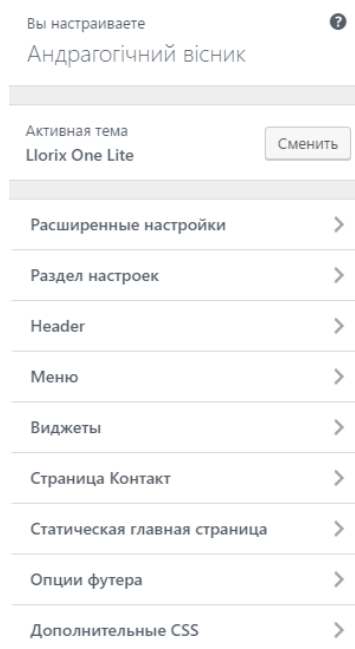 Вы настраиваете
Андрагогічний вісник
Активная тема
Llorix One Lite
Сменить
Расширенные настройки
Раздел настроек
Header
Меню
Виджеты
Страница Контакт
Статическая главная страница
Опции футера
Дополнительные CSS